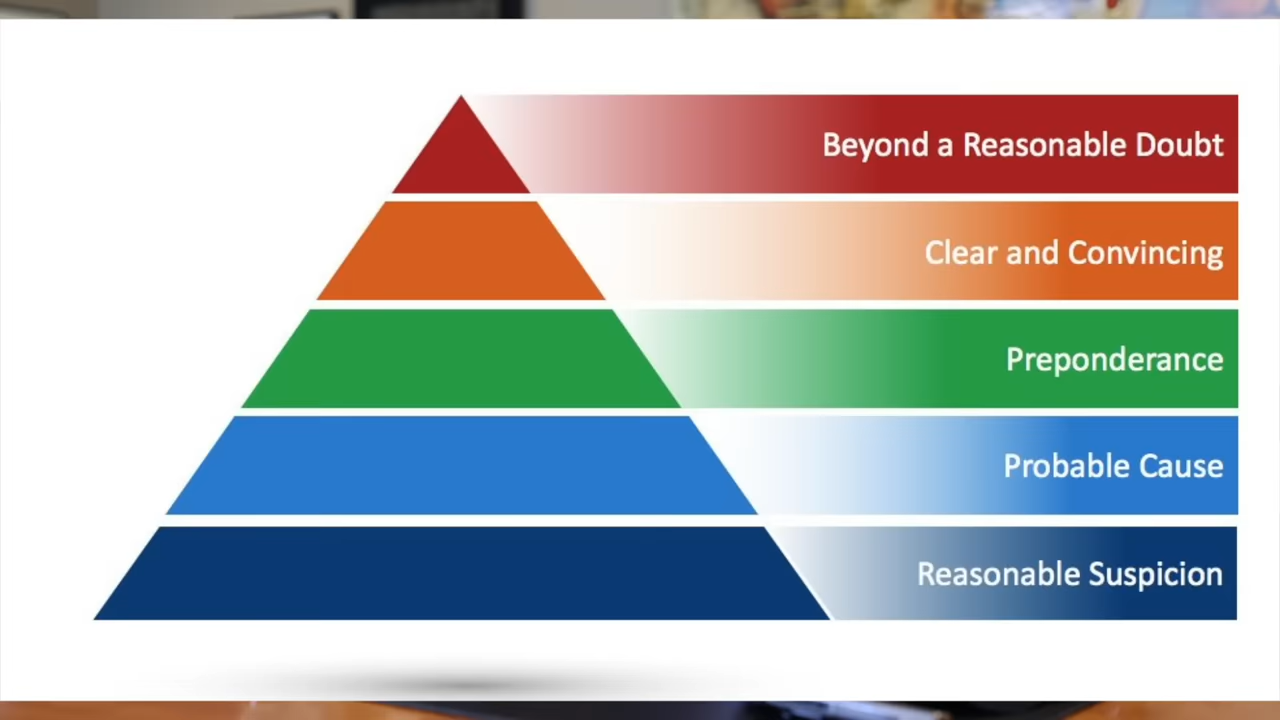 Beyond a Reasonable Doubt
Clear and Convincing
Preponderance
Probable Cause
Reasonable Suspicion